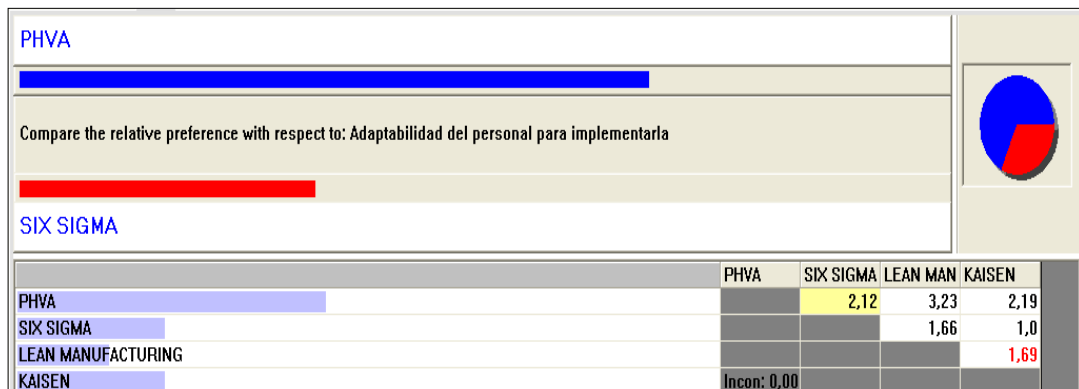 PHVA
Compare the relative preference with respect to: Adaptabilidad del personal para implementarla
SIX SIGMA
PHVA SIX SIGMA LEAN MAN KAISEN
PHVA 2,12 3,23 2,19
SIX SIGMA 1,66 1,0
LEAN MANUFACTURING 1,69
KAISEN Incon: 0,00